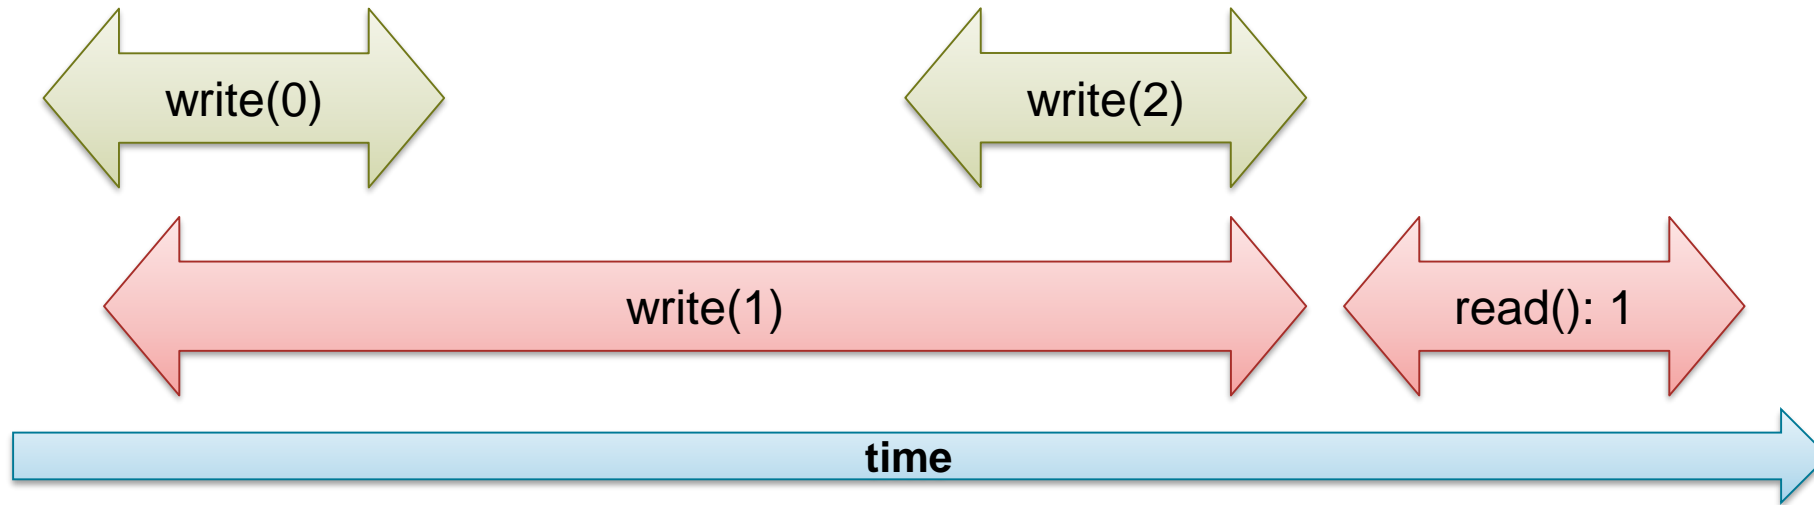 write(0)
write(2)
write(1)
read(): 1
time